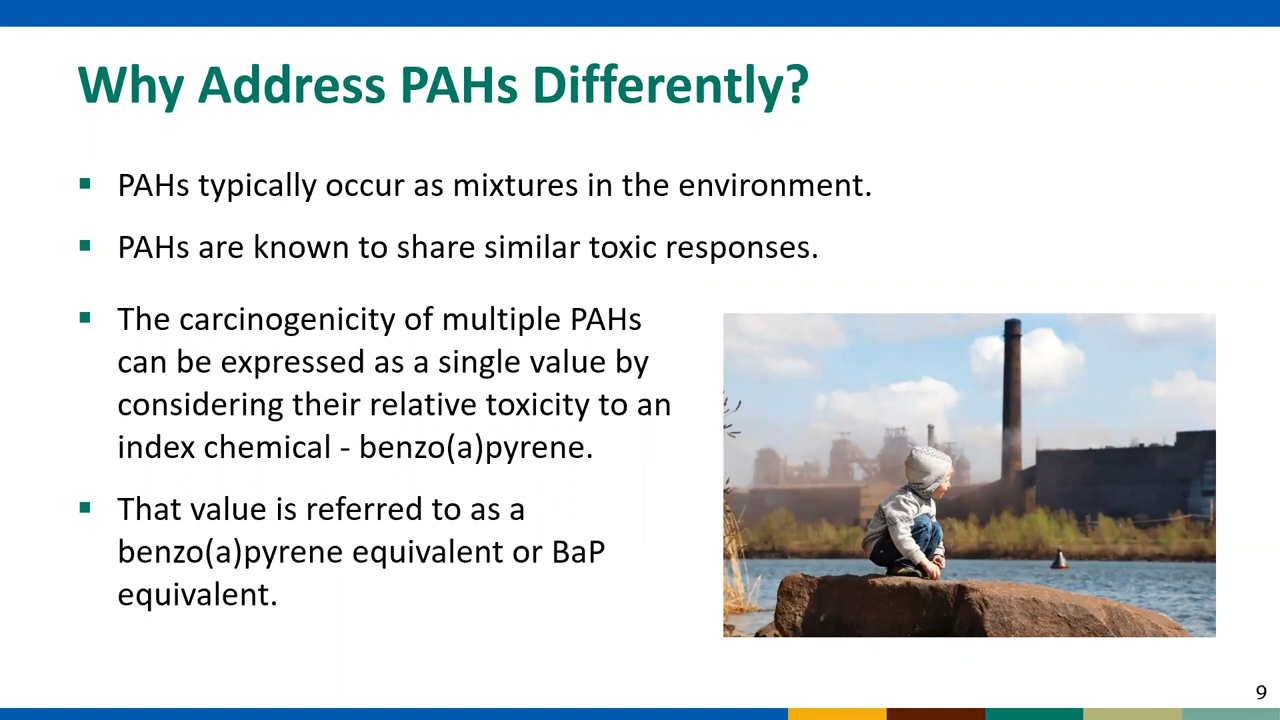 Why Address PAHs Differently?
PAHs typically occur as mixtures in the environment.
PAHs are known to share similar toxic responses.
The carcinogenicity of multiple PAHs
can be expressed as a single value by
considering their relative toxicity to an
index chemical - benzo(a)pyrene.
That value is referred to as a
benzo(a)pyrene equivalent or BaP
equivalent.
9